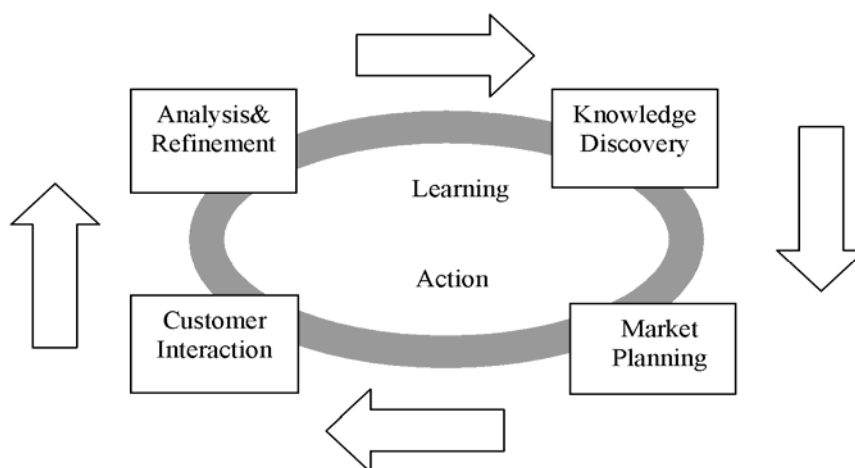 Analysis&
Refinement
Knowledge
Discovery
Learning
Action
Customer
Interaction
Market
Planning